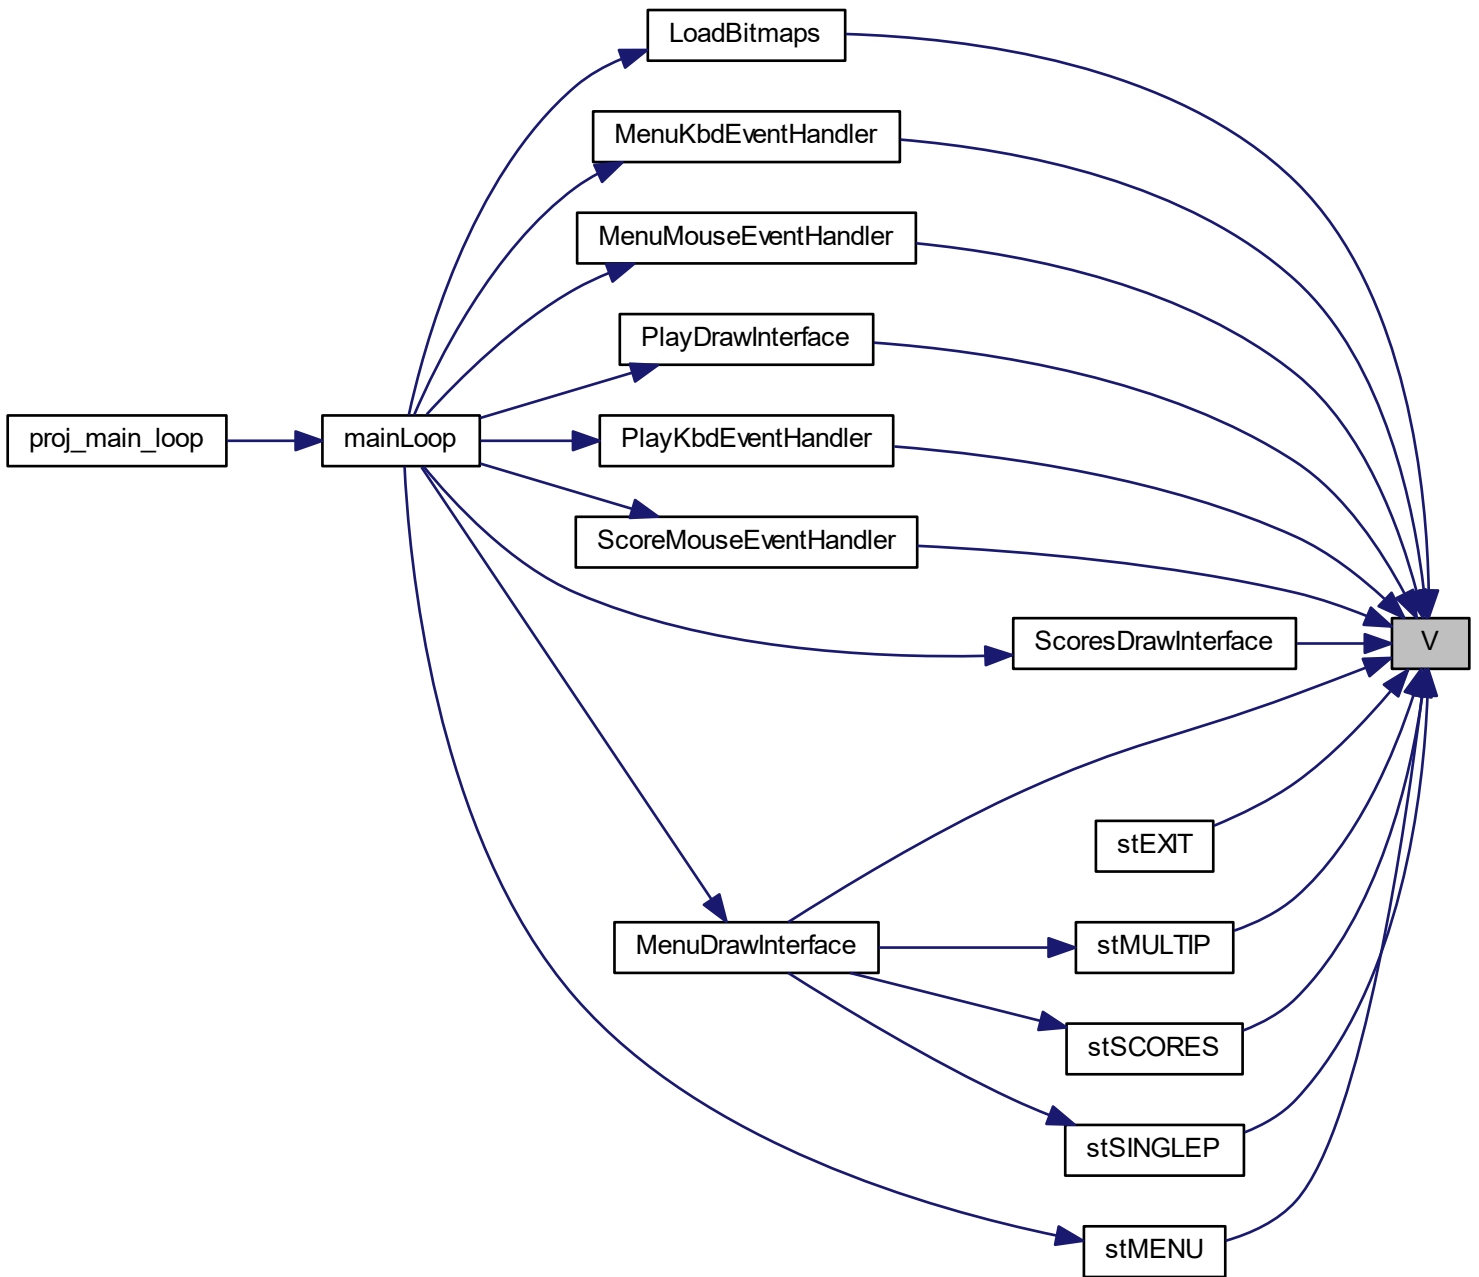 LoadBitmaps
MenuKbdEventHandler
MenuMouseEventHandler
PlayDrawInterface
proj_main_loop
mainLoop
PlayKbdEventHandler
ScoreMouseEventHandler
ScoresDrawInterface
V
stEXIT
MenuDrawInterface
stMULTIP
stSCORES
stSINGLEP
stMENU